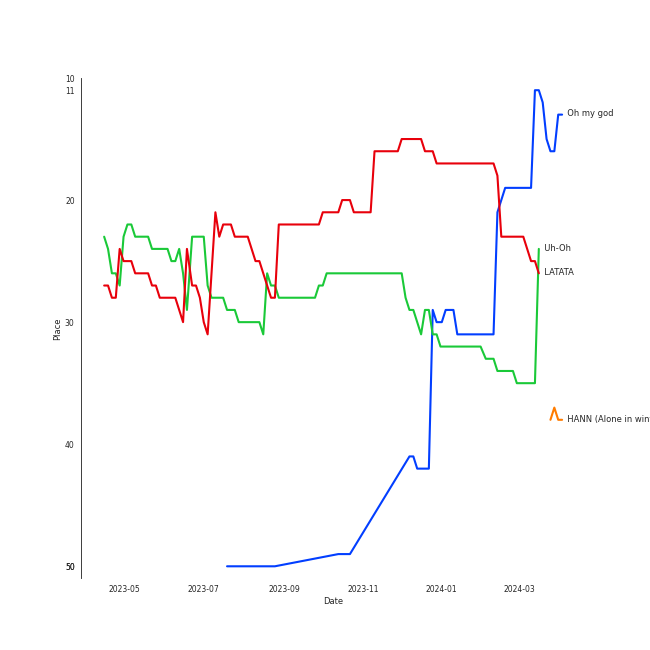 10
11
Oh my god
20
Uh-Oh
LATATA
30
Place
HANN (Alone in win
40
50
2023-05
2023-07
2023-09
2023-11
2024-01
2024-03
Date